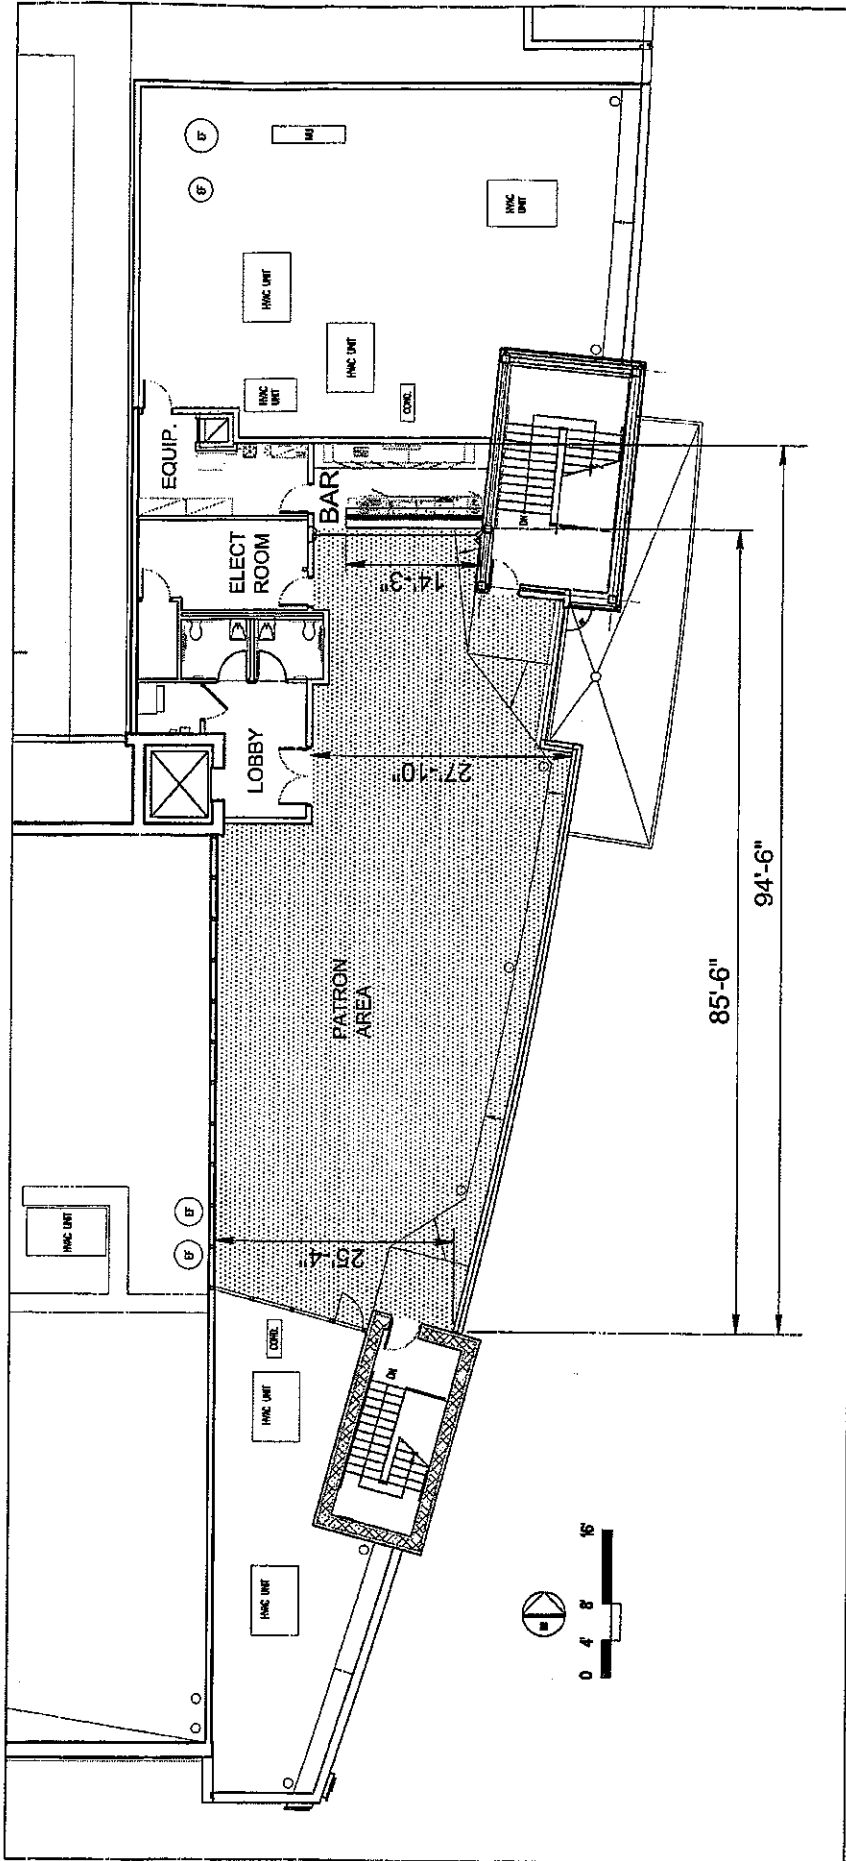 EF
MU
EF
HVAC
UNIT
HVAC UNIT
HVAC UNIT
HVAC
UNIT
COND.
EQUIP.
BAR
DN
ELECT
ROOM
14'-3"
LOBBY
27'-10"
94'-6"
PATRON
AREA
85'-6"
HVAC UNIT
EF
EF
25'-4"
COND.
DN
HVAC UNIT
HVAC UNIT
0 4' 8' 16'